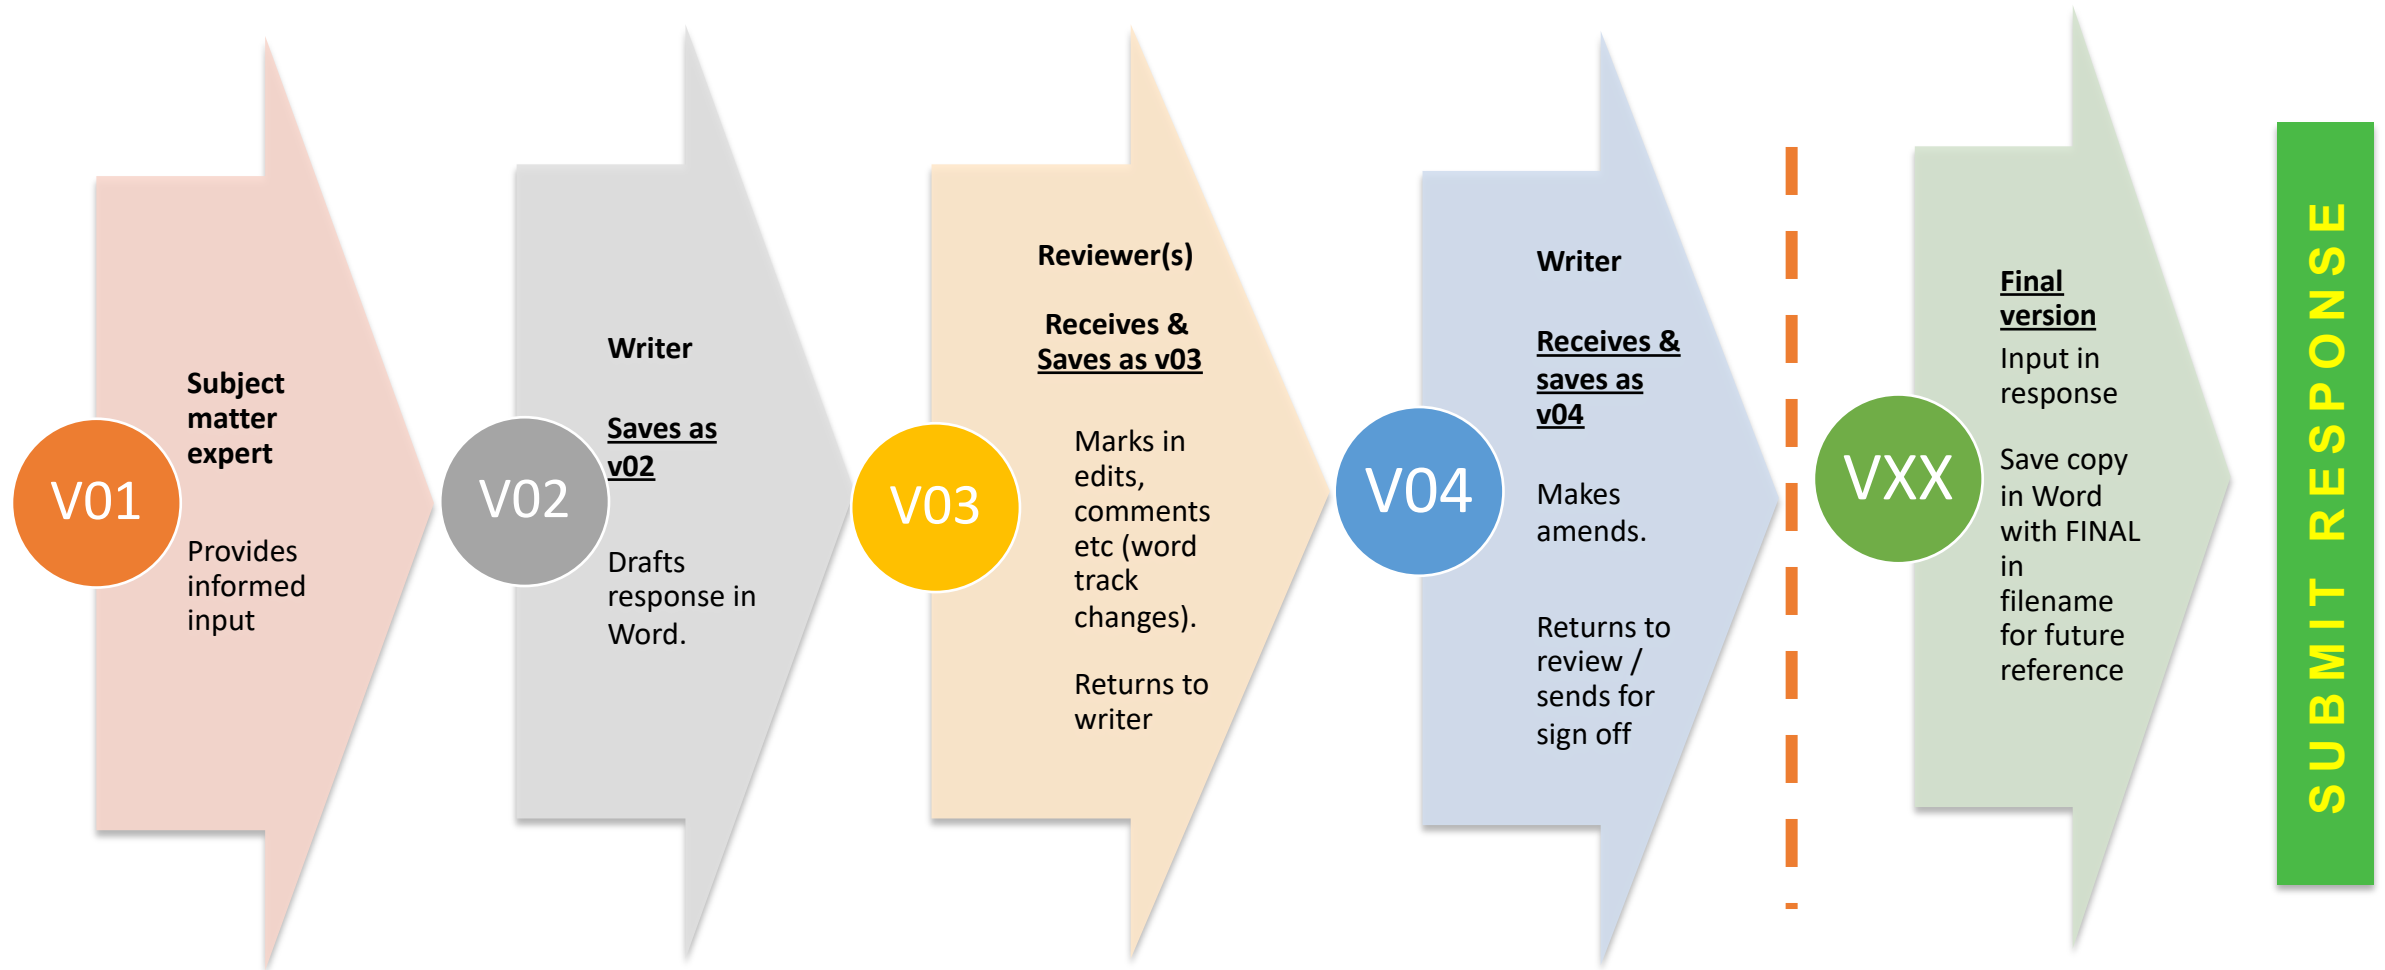 V01
Subject
matter
expert
Provides
informed
input
V02
Writer
Saves as
v02
Drafts
response in
Word.
V03
Reviewer(s)
Receives &
Saves as v03
Marks in
edits,
comments
etc (word
track
changes).
Returns to
writer
V04
Writer
Receives &
saves as
v04
Makes
amends.
Returns to
review /
sends for
sign off
VXX
Final
version
Input in
response
Save copy
in Word
with FINAL
in
filename
for future
reference
SUBMIT RESPONSE